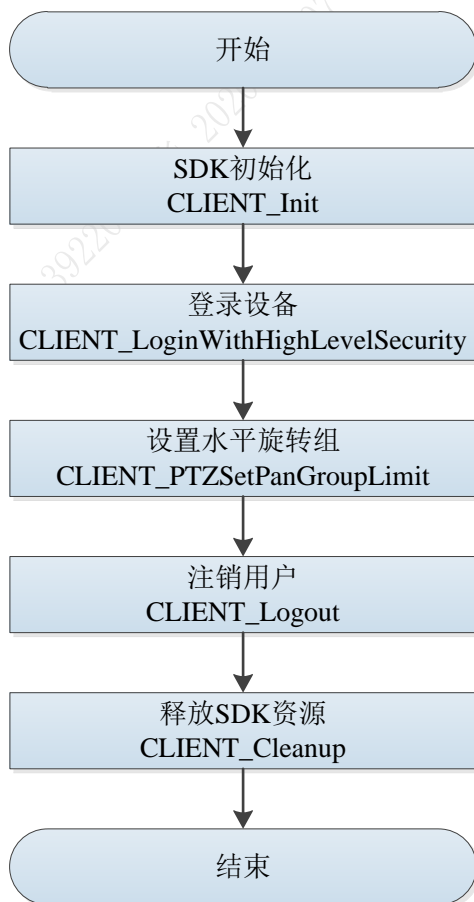 开始
SDK初始化
CLIENT_Init
登录设备
CLIENT_LoginWithHighLevelSecurity
设置水平旋转组
CLIENT_PTZSetPanGroupLimit
注销用户
CLIENT_Logout
释放SDK资源
CLIENT_Cleanup
结束